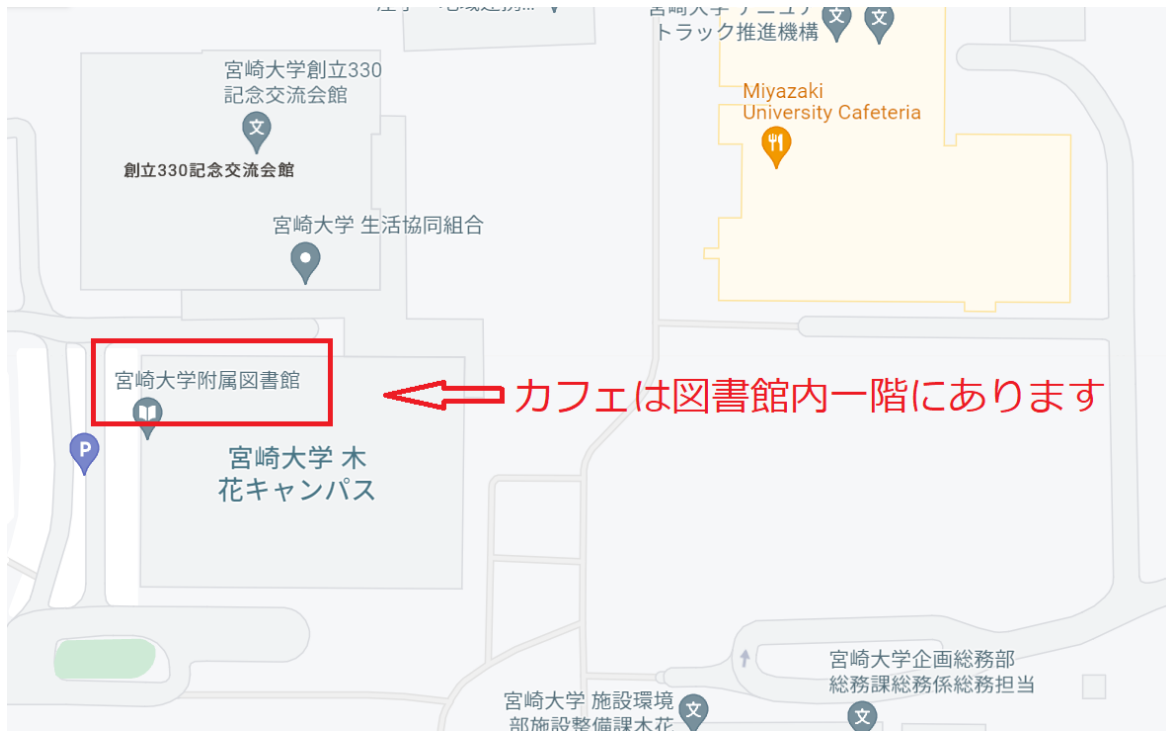 宮崎大学 テニュア
トラック推進機構
宮崎大学創立330
記念交流会館
創立330記念交流会館
Miyazaki
University Cafeteria
宮崎大学 生活協同組合
宮崎大学附属図書館
カフェは図書館内一階にあります
P
宮崎大学 木
花キャンパス
宮崎大学企画総務部
総務課総務係総務担当
宮崎大学 施設環境
部施設整備課木花